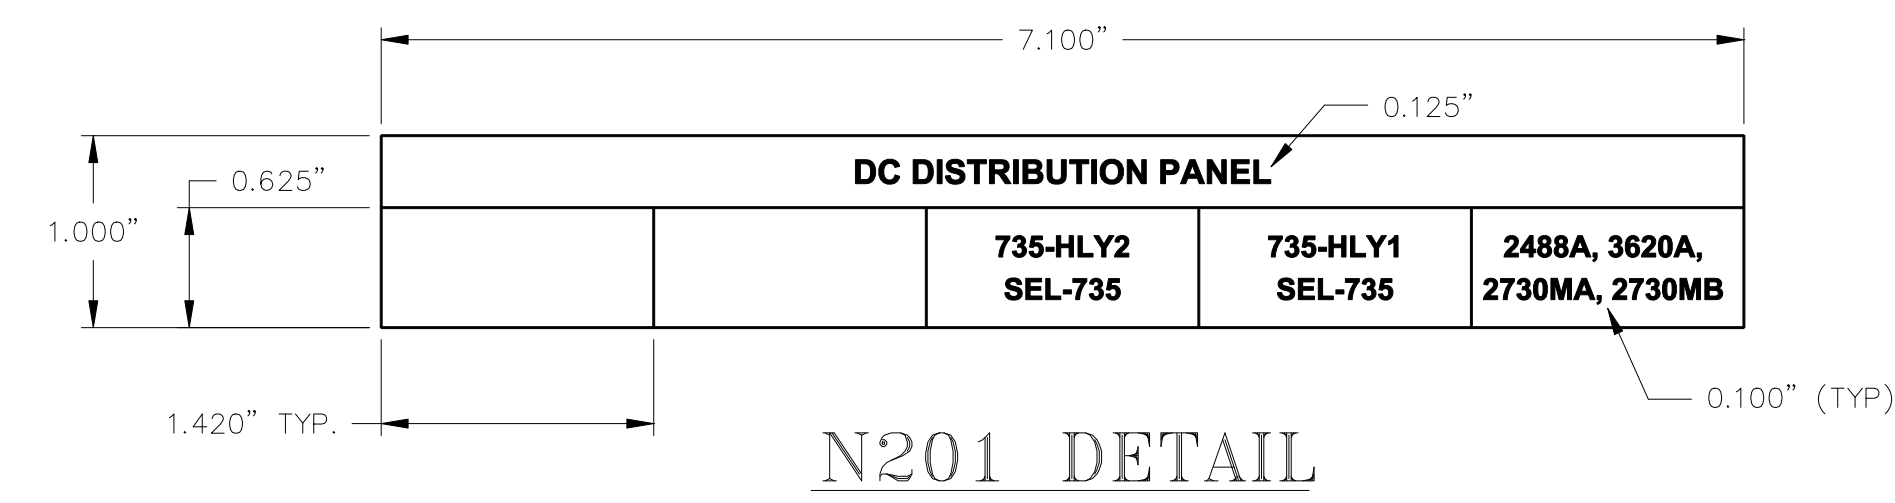 7.100”
0.125”
DC DISTRIBUTION PANEL
0.625”
1.000”
735-HLY2
SEL-735
735-HLY1
SEL-735
2488A, 3620A,
2730MA, 2730MB
0.100” (TYP)
1.420” TYP.
N201 DETAIL